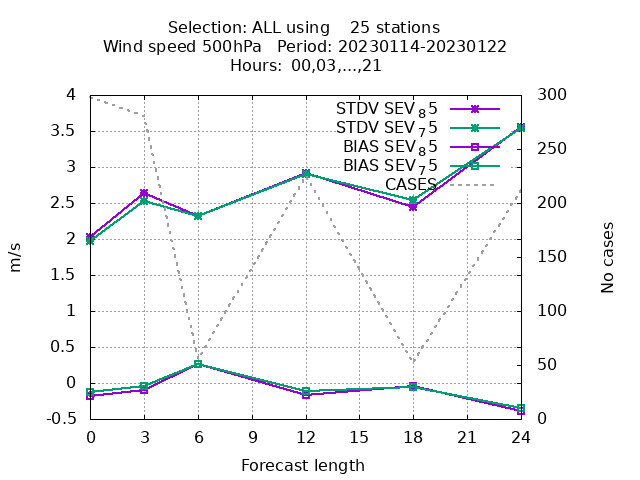 Selection: ALL using    25 stations
Wind speed 500hPa   Period: 20230114-20230122
Hours:  00,03,...,21
STDV SEV₈5
STDV SEV₇5
BIAS SEV₈5
BIAS SEV₇5
CASES
4
3.5
3
2.5
2
1.5
1
0.5
0
-0.5
m/s
300
250
200
150
100
50
0
No cases
0 3 6 9 12 15 18 21 24
Forecast length